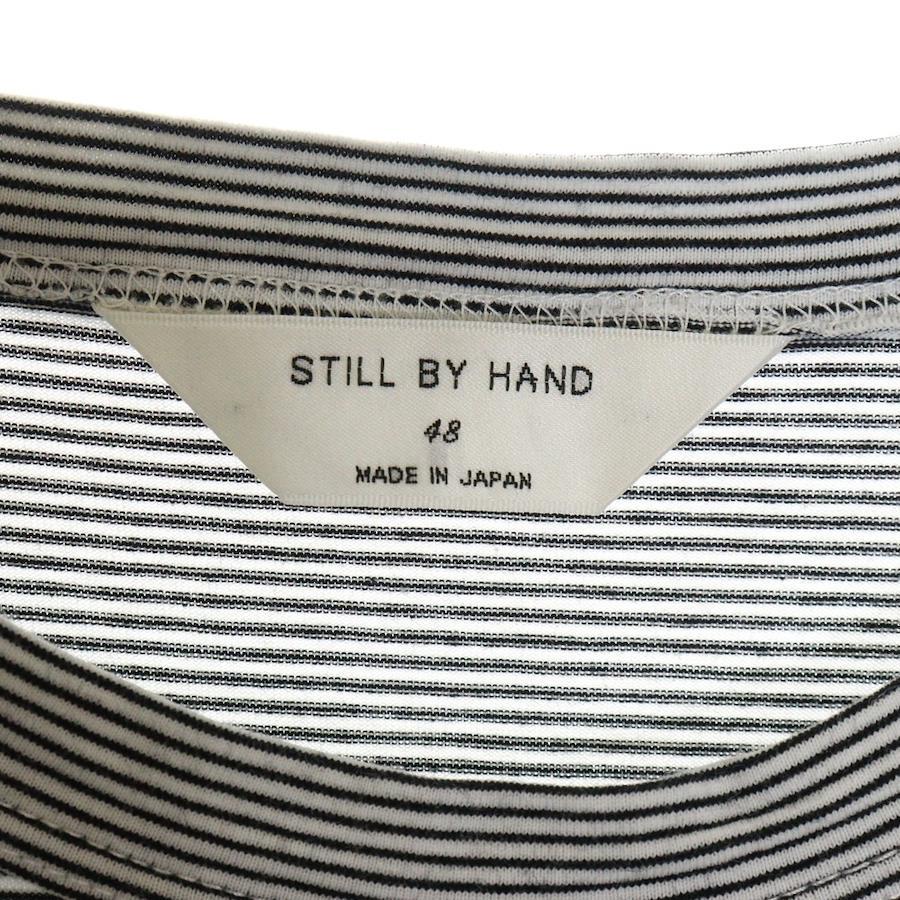 STILL BY HAND
48
MADE IN JAPAN